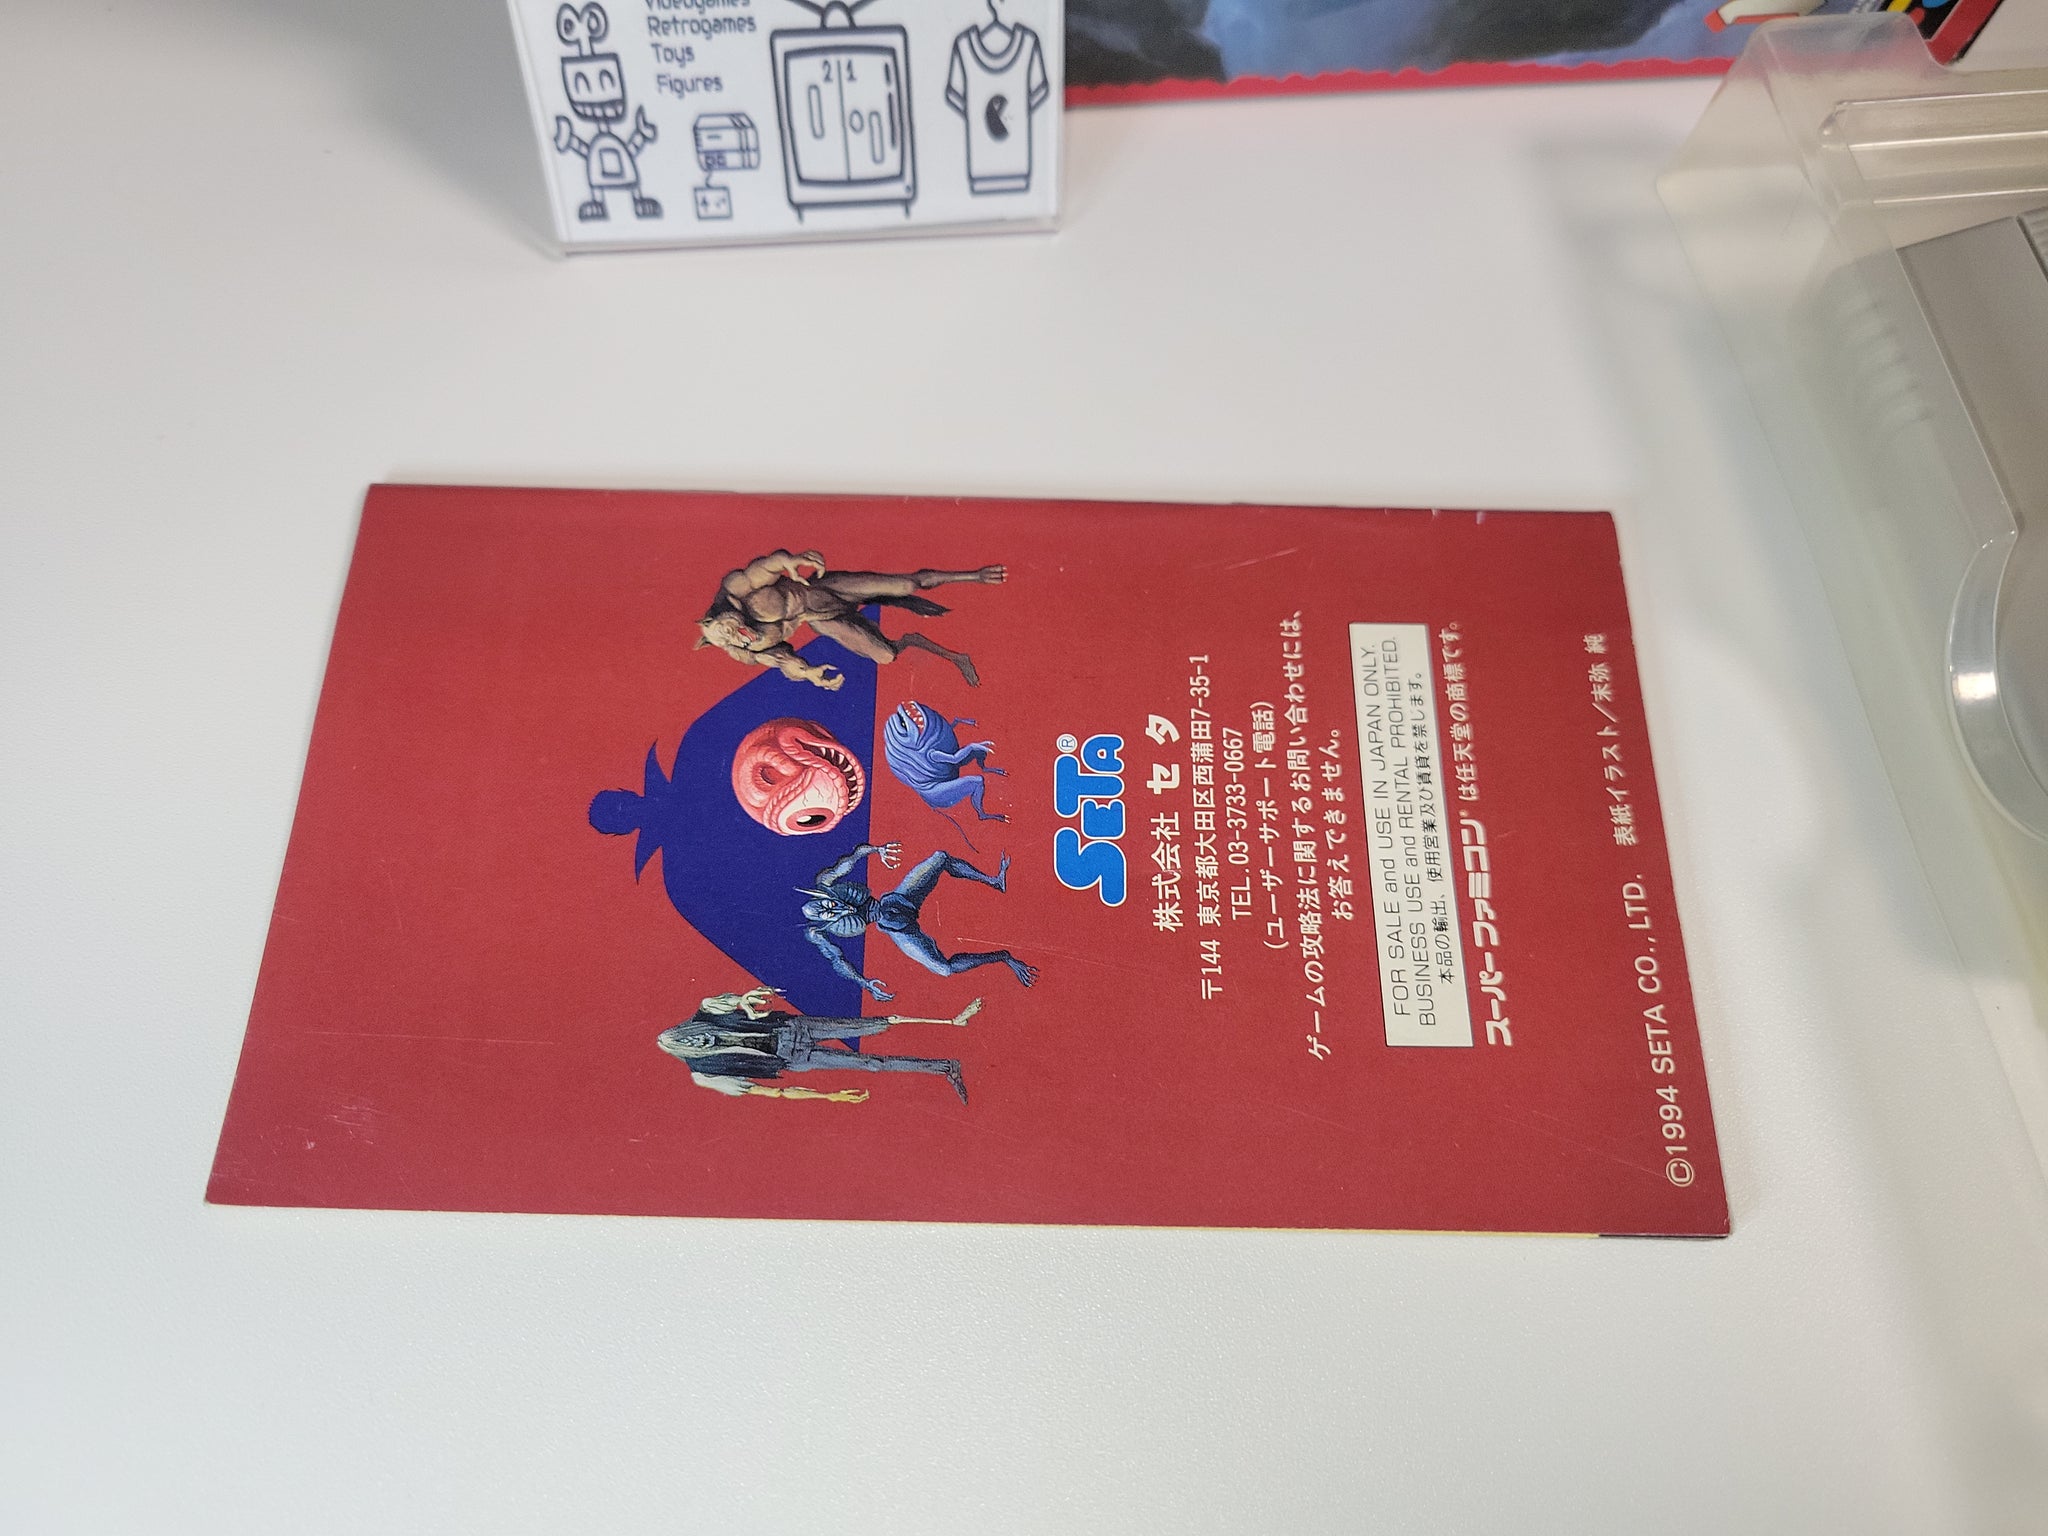 Videogames
Retrogames
Toys
Figures
21
SETA®
株式会社 セタ
〒144 東京都大田区西蒲田7-35-1
TEL.03-3733-0667
(ユーザーサポート電話)
ゲームの攻略法に関するお問い合わせには、
お答えできません。
FOR SALE and USE IN JAPAN ONLY.
BUSINESS USE and RENTAL PROHIBITED.
本品の輸出、使用営業及び賃貸を禁じます。
スーパーファミコン®は任天堂の商標です。
表紙イラスト/末弥 純
©1994 SETA CO., LTD.